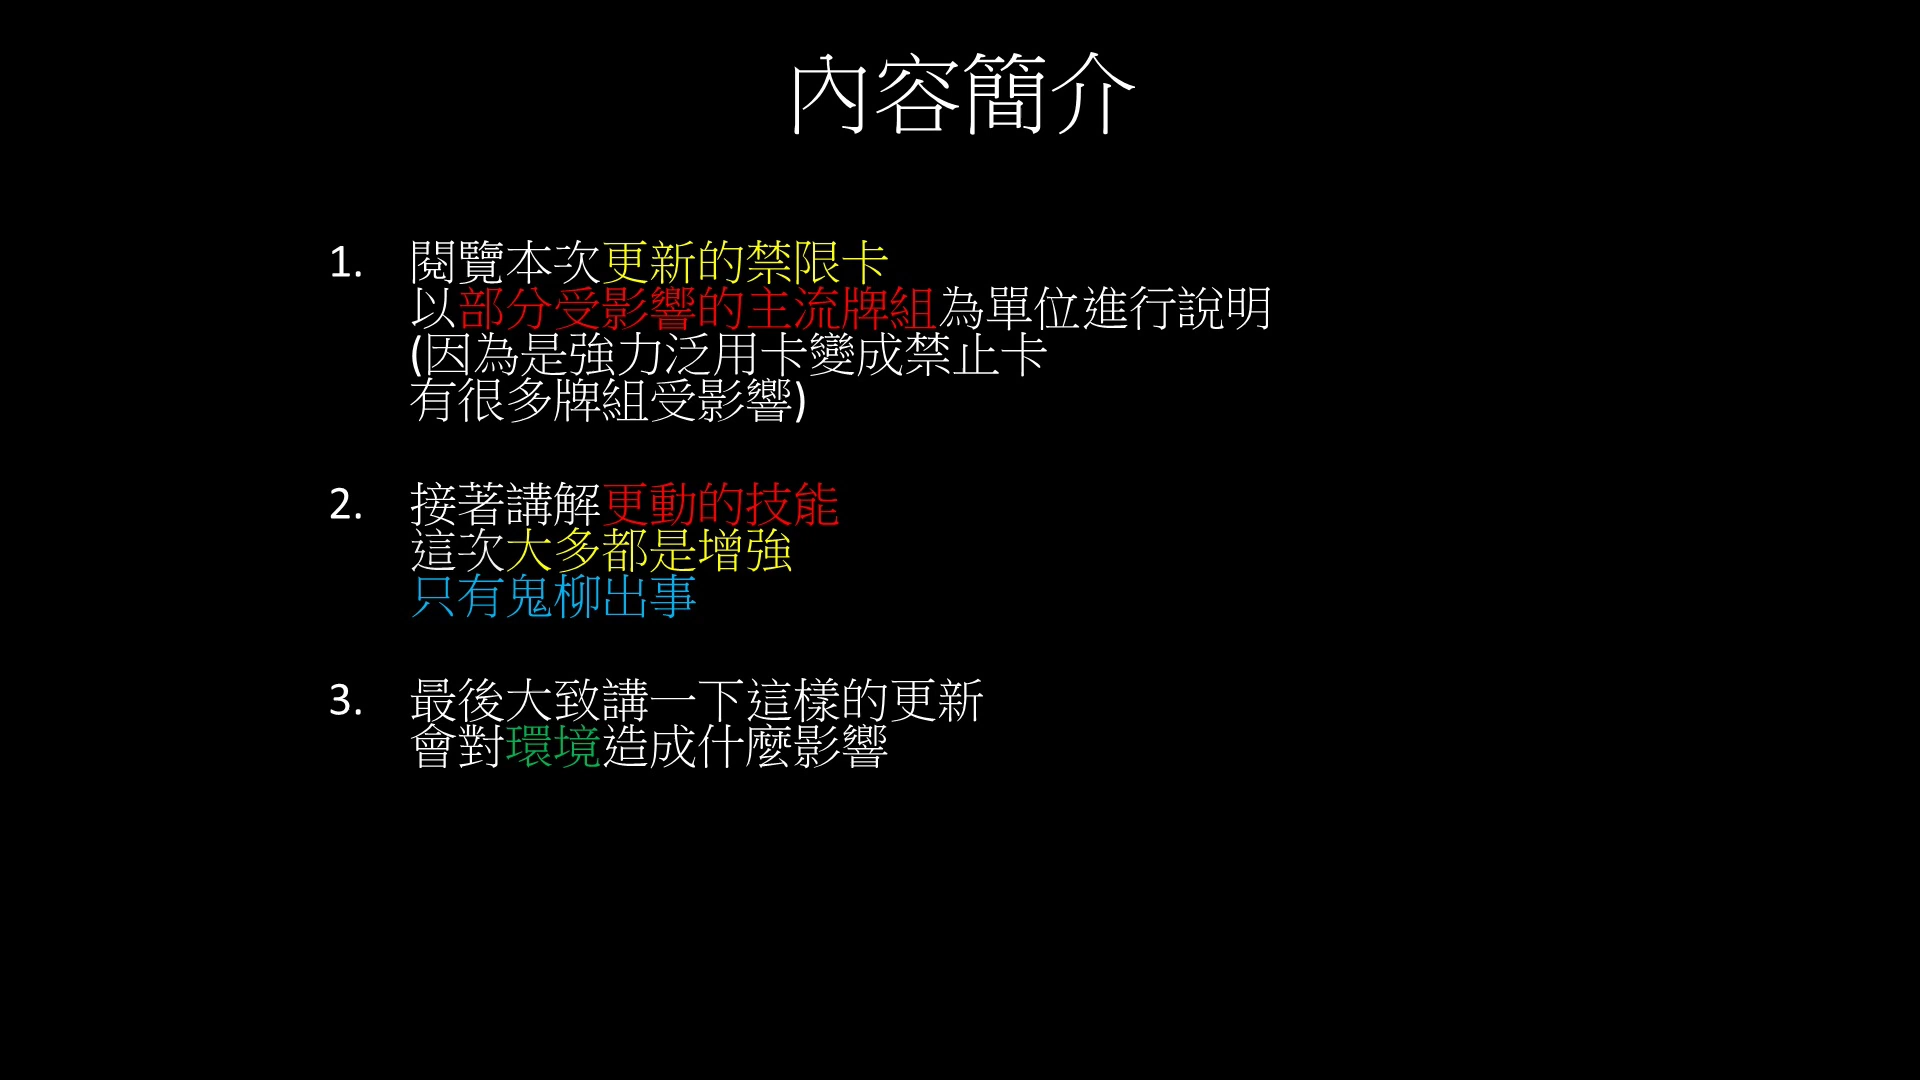 內容簡介
1. 閱覽本次更新的禁限卡
以部分受影響的主流牌組為單位進行說明
(因為是強力泛用卡變成禁止卡
有很多牌組受影響)
2. 接著講解更動的技能
這次大多都是增強
只有鬼柳出事
3. 最後大致講一下這樣的更新
會對環境造成什麼影響